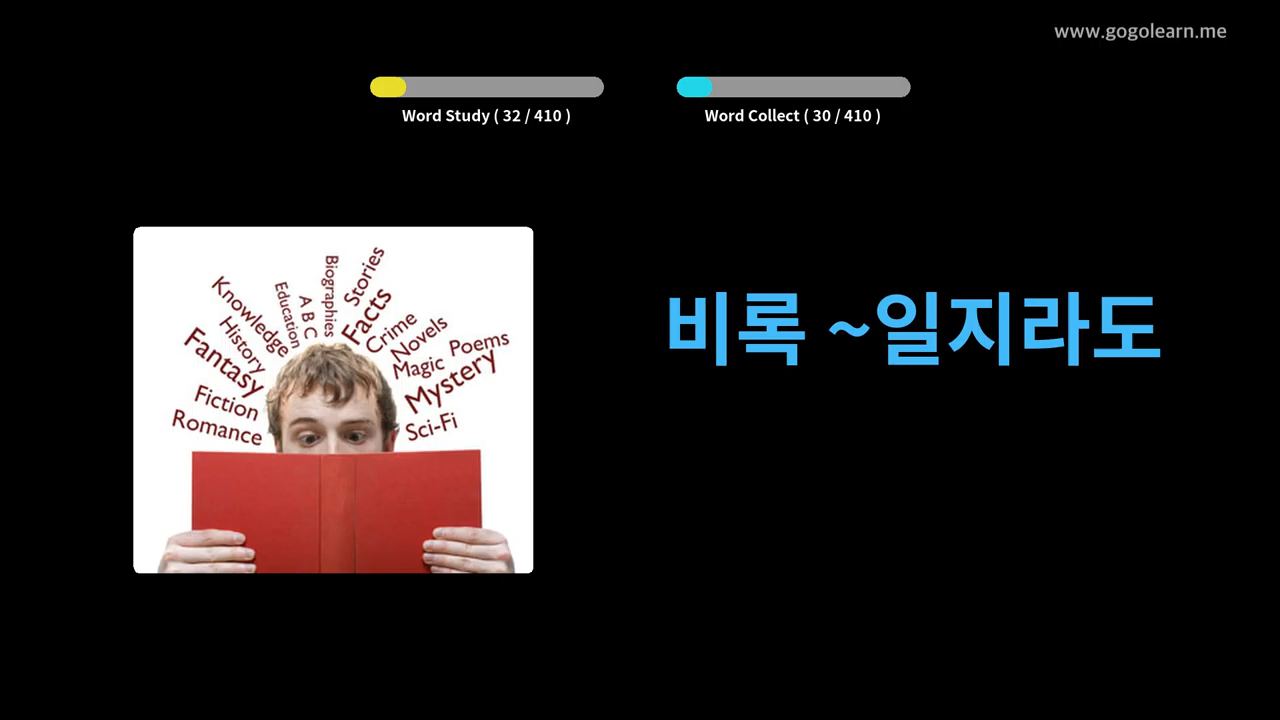 www.gogolearn.me
Word Study ( 32 / 410 )
Word Collect ( 30 / 410 )
비록 ~일지라도
Knowledge
History
Fantasy
Fiction
Romance
Education
A B C
Biographies
Stories
Facts
Crime
Novels
Magic
Poems
Mystery
Sci-Fi